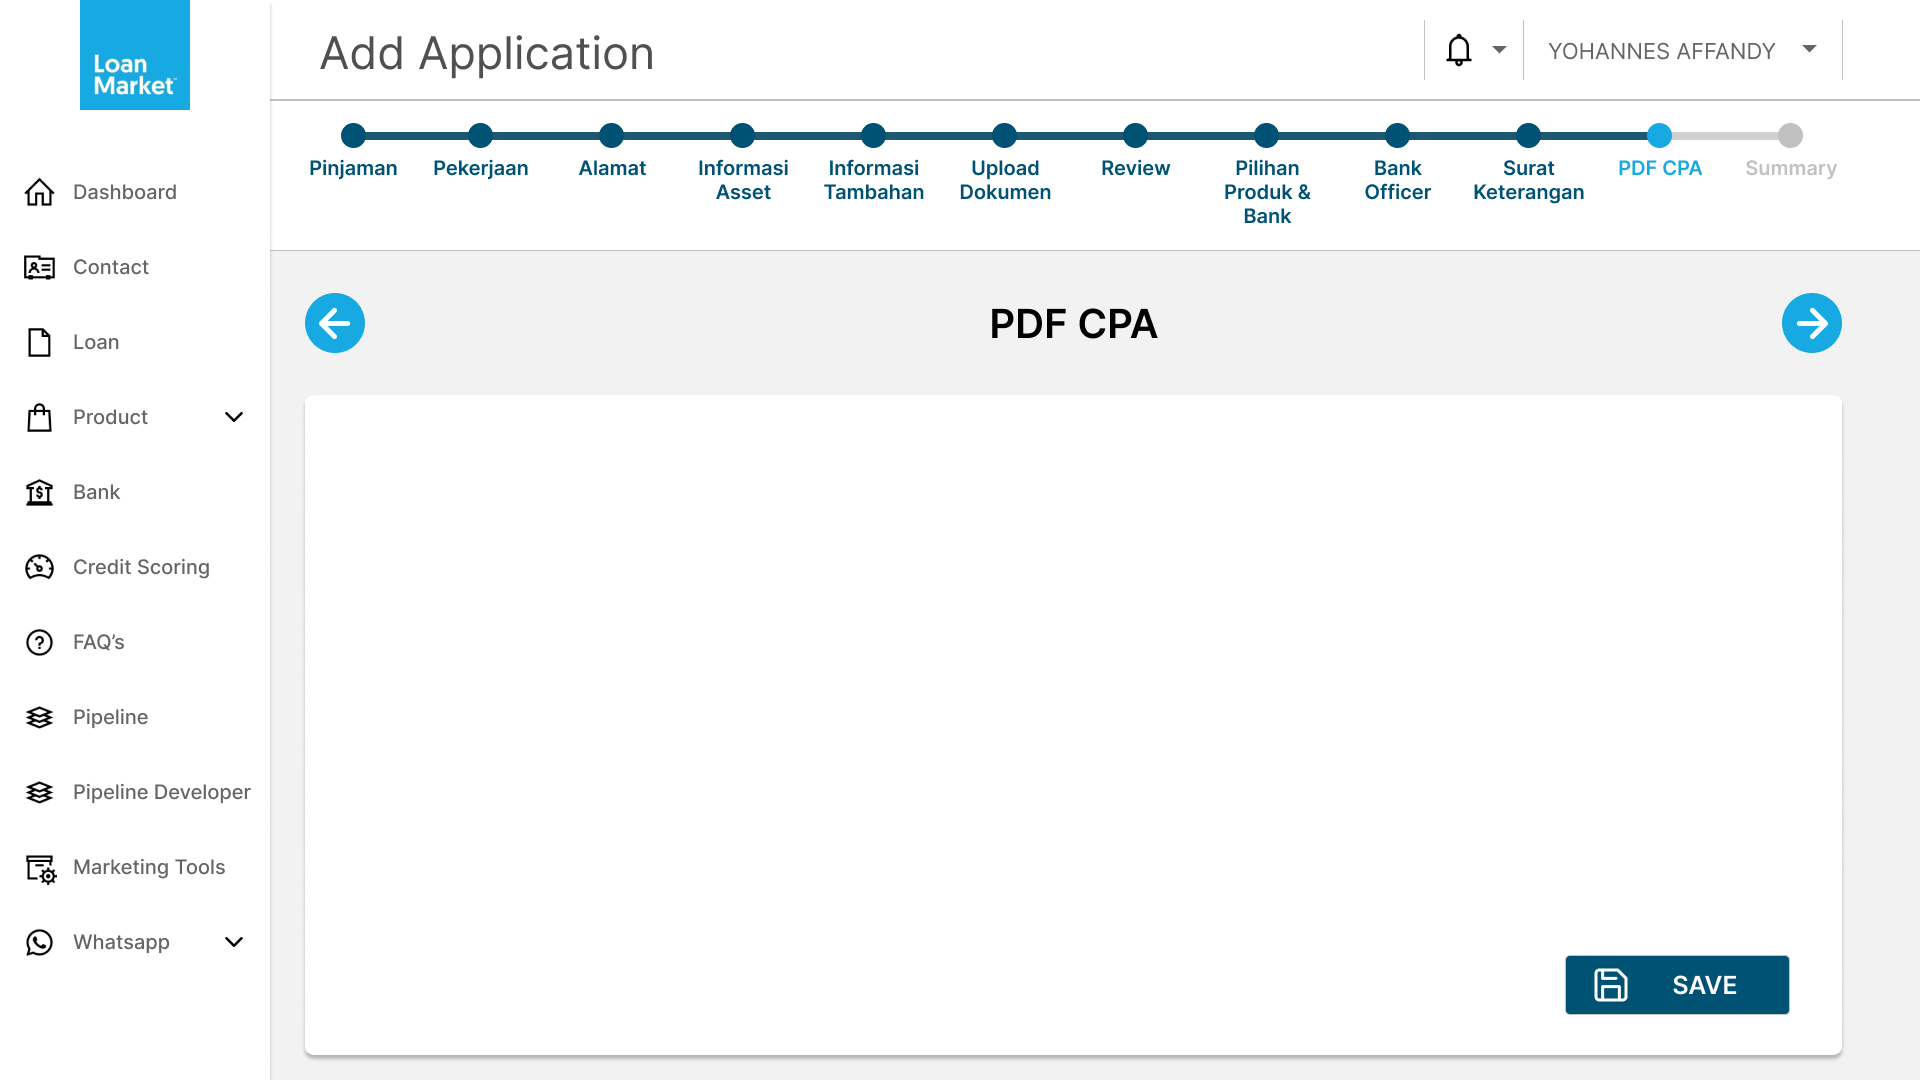 Loan
Market
Add Application
YOHANNES AFFANDY
Pinjaman
Pekerjaan
Alamat
Informasi
Asset
Informasi
Tambahan
Upload
Dokumen
Review
Pilihan
Produk &
Bank
Bank
Officer
Surat
Keterangan
PDF CPA
Summary
Dashboard
Contact
Loan
Product
Bank
Credit Scoring
FAQ’s
Pipeline
Pipeline Developer
Marketing Tools
Whatsapp
PDF CPA
SAVE